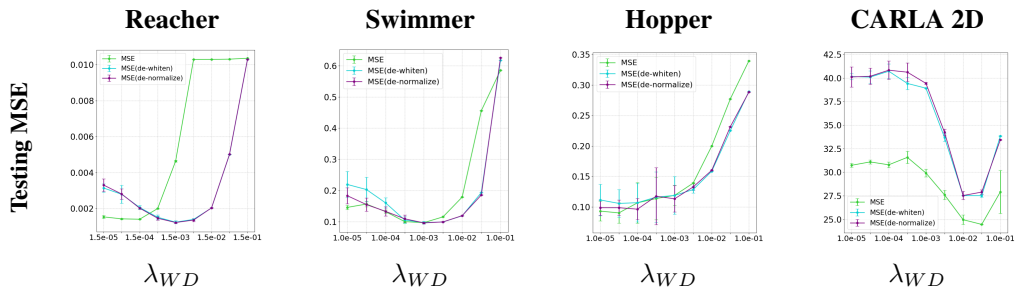 Reacher
Swimmer
Hopper
CARLA 2D
Testing MSE
0.010
0.008
0.006
0.004
0.002
MSE
MSE(de-whiten)
MSE(de-normalize)
1.5e-05 1.5e-04 1.5e-03 1.5e-02 1.5e-01
λWD
0.6
0.5
0.4
0.3
0.2
0.1
MSE
MSE(de-whiten)
MSE(de-normalize)
1.0e-05 1.0e-04 1.0e-03 1.0e-02 1.0e-01
λWD
0.35
0.30
0.25
0.20
0.15
0.10
0.05
MSE
MSE(de-whiten)
MSE(de-normalize)
1.0e-05 1.0e-04 1.0e-03 1.0e-02 1.0e-01
λWD
42.5
40.0
37.5
35.0
32.5
30.0
27.5
25.0
MSE
MSE(de-whiten)
MSE(de-normalize)
1.0e-05 1.0e-04 1.0e-03 1.0e-02 1.0e-01
λWD